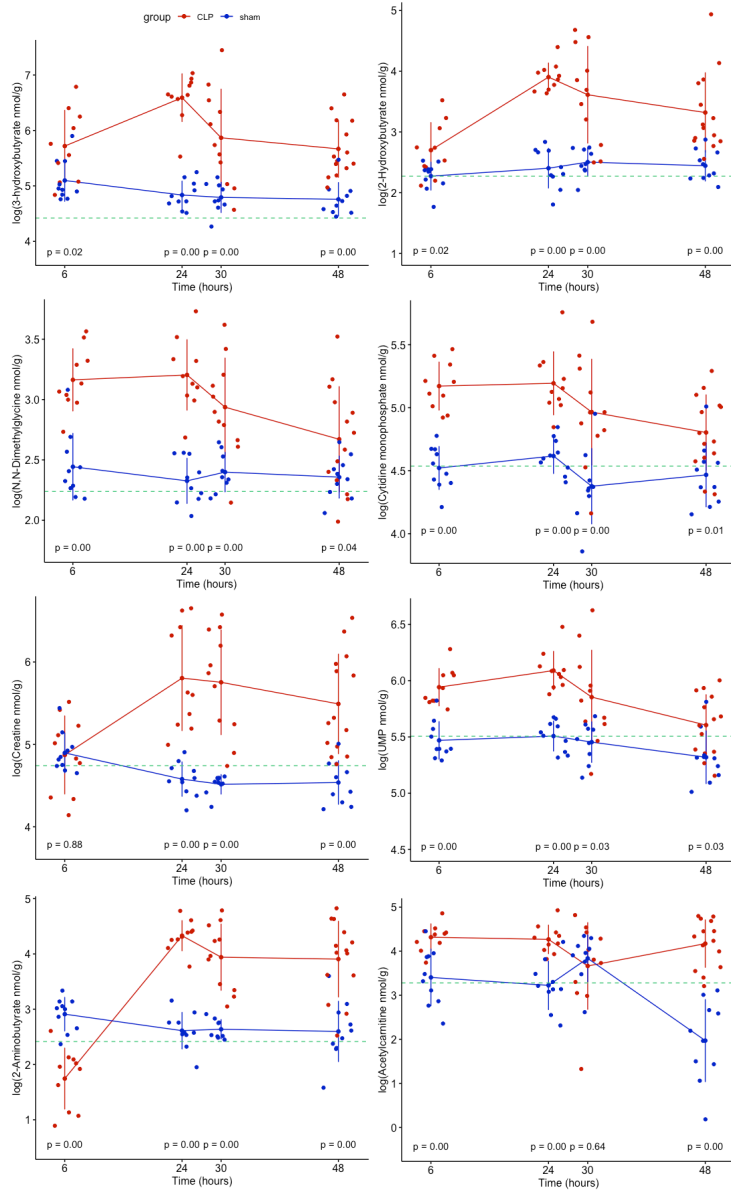 group CLP sham
log(3-hydroxybutyrate nmol/g)
7
6
5
4
p = 0.02 p = 0.00 p = 0.00 p = 0.00
6 24 30 48
Time (hours)
log(2-Hydroxybutyrate nmol/g)
5
4
3
2
1
p = 0.02 p = 0.00 p = 0.00 p = 0.00
6 24 30 48
Time (hours)
log(N.N-Dimethylglycine nmol/g)
3.5
3.0
2.5
2.0
p = 0.00 p = 0.00 p = 0.00 p = 0.04
6 24 30 48
Time (hours)
log(Cytidine monophosphate nmol/g)
5.5
5.0
4.5
4.0
p = 0.00 p = 0.00 p = 0.00 p = 0.01
6 24 30 48
Time (hours)
log(Creatine nmol/g)
6
5
4
p = 0.88 p = 0.00 p = 0.00 p = 0.00
6 24 30 48
Time (hours)
log(UMP nmol/g)
6.5
6.0
5.5
5.0
4.5
p = 0.00 p = 0.00 p = 0.03 p = 0.03
6 24 30 48
Time (hours)
log(2-Aminobutyrate nmol/g)
5
4
3
2
1
p = 0.00 p = 0.00 p = 0.00 p = 0.00
6 24 30 48
Time (hours)
log(Acetylcarnitine nmol/g)
5
4
3
2
1
0
p = 0.00 p = 0.00 p = 0.64 p = 0.00
6 24 30 48
Time (hours)